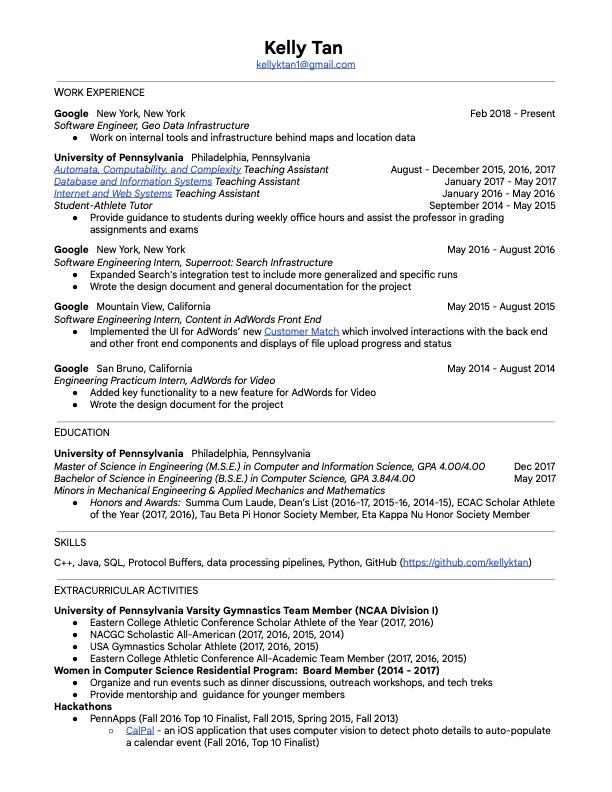 Kelly Tan
kellyktan1@gmail.com
WORK EXPERIENCE
Google New York, New York Feb 2018 - Present
Software Engineer, Geo Data Infrastructure
● Work on internal tools and infrastructure behind maps and location data
University of Pennsylvania Philadelphia, Pennsylvania
Automata, Computability, and Complexity Teaching Assistant August - December 2015, 2016, 2017
Database and Information Systems Teaching Assistant January 2017 - May 2017
Internet and Web Systems Teaching Assistant January 2016 - May 2016
Student-Athlete Tutor September 2014 - May 2015
● Provide guidance to students during weekly office hours and assist the professor in grading
assignments and exams
Google New York, New York May 2016 - August 2016
Software Engineering Intern, Superroot: Search Infrastructure
● Expanded Search's integration test to include more generalized and specific runs
● Wrote the design document and general documentation for the project
Google Mountain View, California May 2015 - August 2015
Software Engineering Intern, Content in AdWords Front End
● Implemented the UI for AdWords' new Customer Match which involved interactions with the back end
and other front end components and displays of file upload progress and status
Google San Bruno, California May 2014 - August 2014
Engineering Practicum Intern, AdWords for Video
● Added key functionality to a new feature for AdWords for Video
● Wrote the design document for the project
EDUCATION
University of Pennsylvania Philadelphia, Pennsylvania
Master of Science in Engineering (M.S.E.) in Computer and Information Science, GPA 4.00/4.00 Dec 2017
Bachelor of Science in Engineering (B.S.E.) in Computer Science, GPA 3.84/4.00 May 2017
Minors in Mechanical Engineering & Applied Mechanics and Mathematics
● Honors and Awards: Summa Cum Laude, Dean's List (2016-17, 2015-16, 2014-15), ECAC Scholar Athlete
of the Year (2017, 2016), Tau Beta Pi Honor Society Member, Eta Kappa Nu Honor Society Member
SKILLS
C++, Java, SQL, Protocol Buffers, data processing pipelines, Python, GitHub (https://github.com/kellyktan)
EXTRACURRICULAR ACTIVITIES
University of Pennsylvania Varsity Gymnastics Team Member (NCAA Division I)
● Eastern College Athletic Conference Scholar Athlete of the Year (2017, 2016)
● NACGC Scholastic All-American (2017, 2016, 2015, 2014)
● USA Gymnastics Scholar Athlete (2017, 2016, 2015)
● Eastern College Athletic Conference All-Academic Team Member (2017, 2016, 2015)
Women in Computer Science Residential Program: Board Member (2014 - 2017)
● Organize and run events such as dinner discussions, outreach workshops, and tech treks
● Provide mentorship and guidance for younger members
Hackathons
● PennApps (Fall 2016 Top 10 Finalist, Fall 2015, Spring 2015, Fall 2013)
○ CalPal - an iOS application that uses computer vision to detect photo details to auto-populate
a calendar event (Fall 2016, Top 10 Finalist)